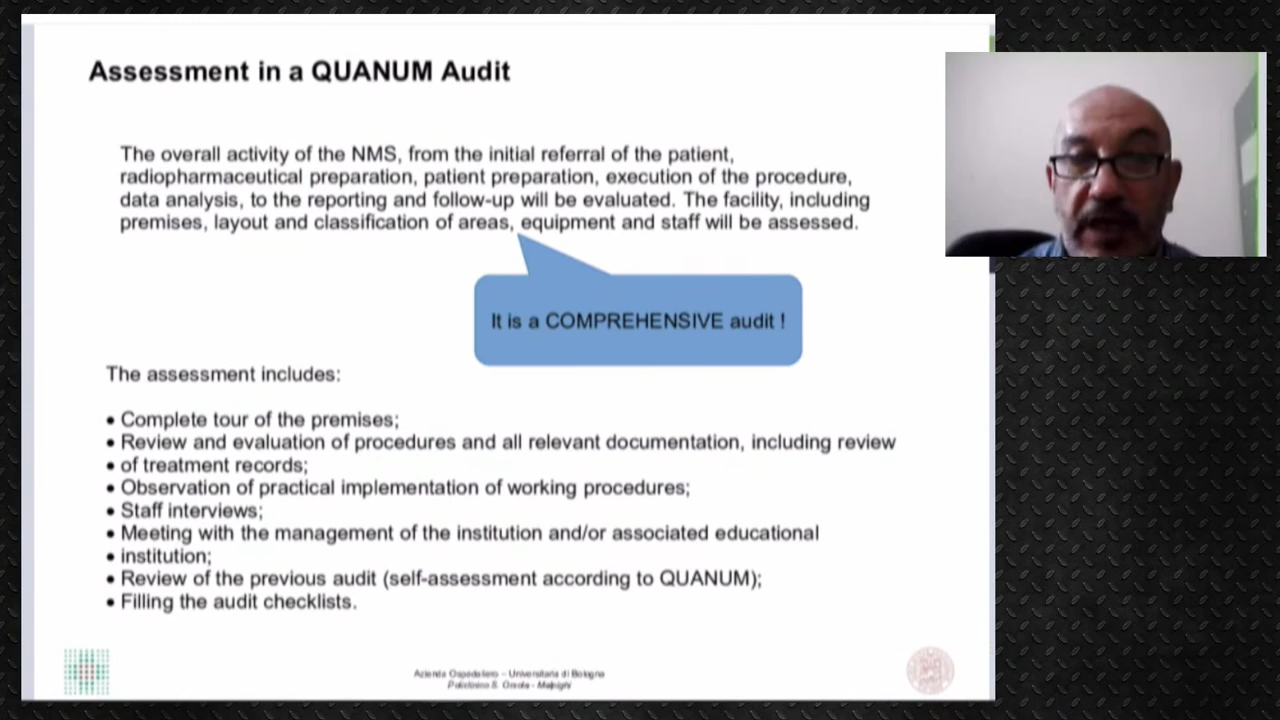 Assessment in a QUANUM Audit
The overall activity of the NMS, from the initial referral of the patient,
radiopharmaceutical preparation, patient preparation, execution of the procedure,
data analysis, to the reporting and follow-up will be evaluated. The facility, including
premises, layout and classification of areas, equipment and staff will be assessed.
It is a COMPREHENSIVE audit !
The assessment includes:
• Complete tour of the premises;
• Review and evaluation of procedures and all relevant documentation, including review
• of treatment records;
• Observation of practical implementation of working procedures;
• Staff interviews;
• Meeting with the management of the institution and/or associated educational
• institution;
• Review of the previous audit (self-assessment according to QUANUM);
• Filling the audit checklists.
Azienda Ospedaliero – Universitaria di Bologna
Policlinico S. Orsola - Malpighi